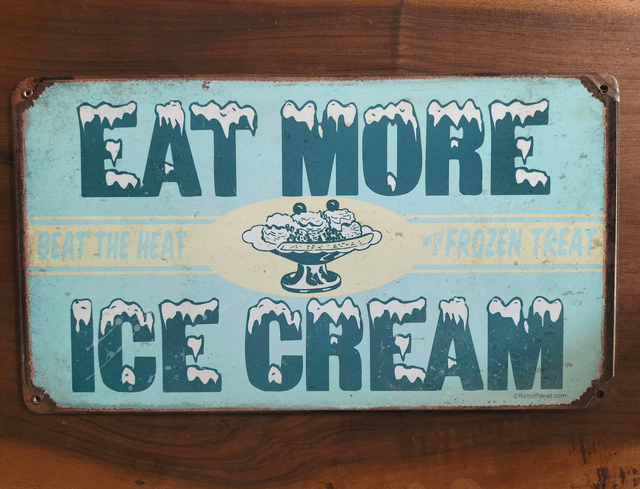 EAT MORE
BEAT THE HEAT
FROZEN TREAT
ICE CREAM
©RetroPlanet.com